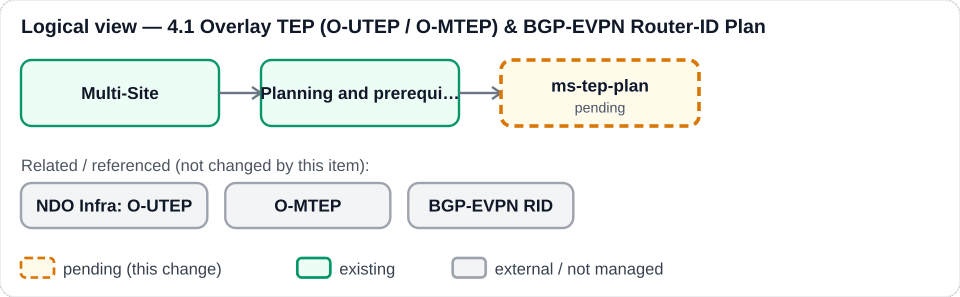 Logical view — 4.1 Overlay TEP (O-UTEP / O-MTEP) & BGP-EVPN Router-ID Plan
Multi-Site
Planning and prerequi…
ms-tep-plan
pending
Related / referenced (not changed by this item):
NDO Infra: O-UTEP
O-MTEP
BGP-EVPN RID
pending (this change)
existing
external / not managed